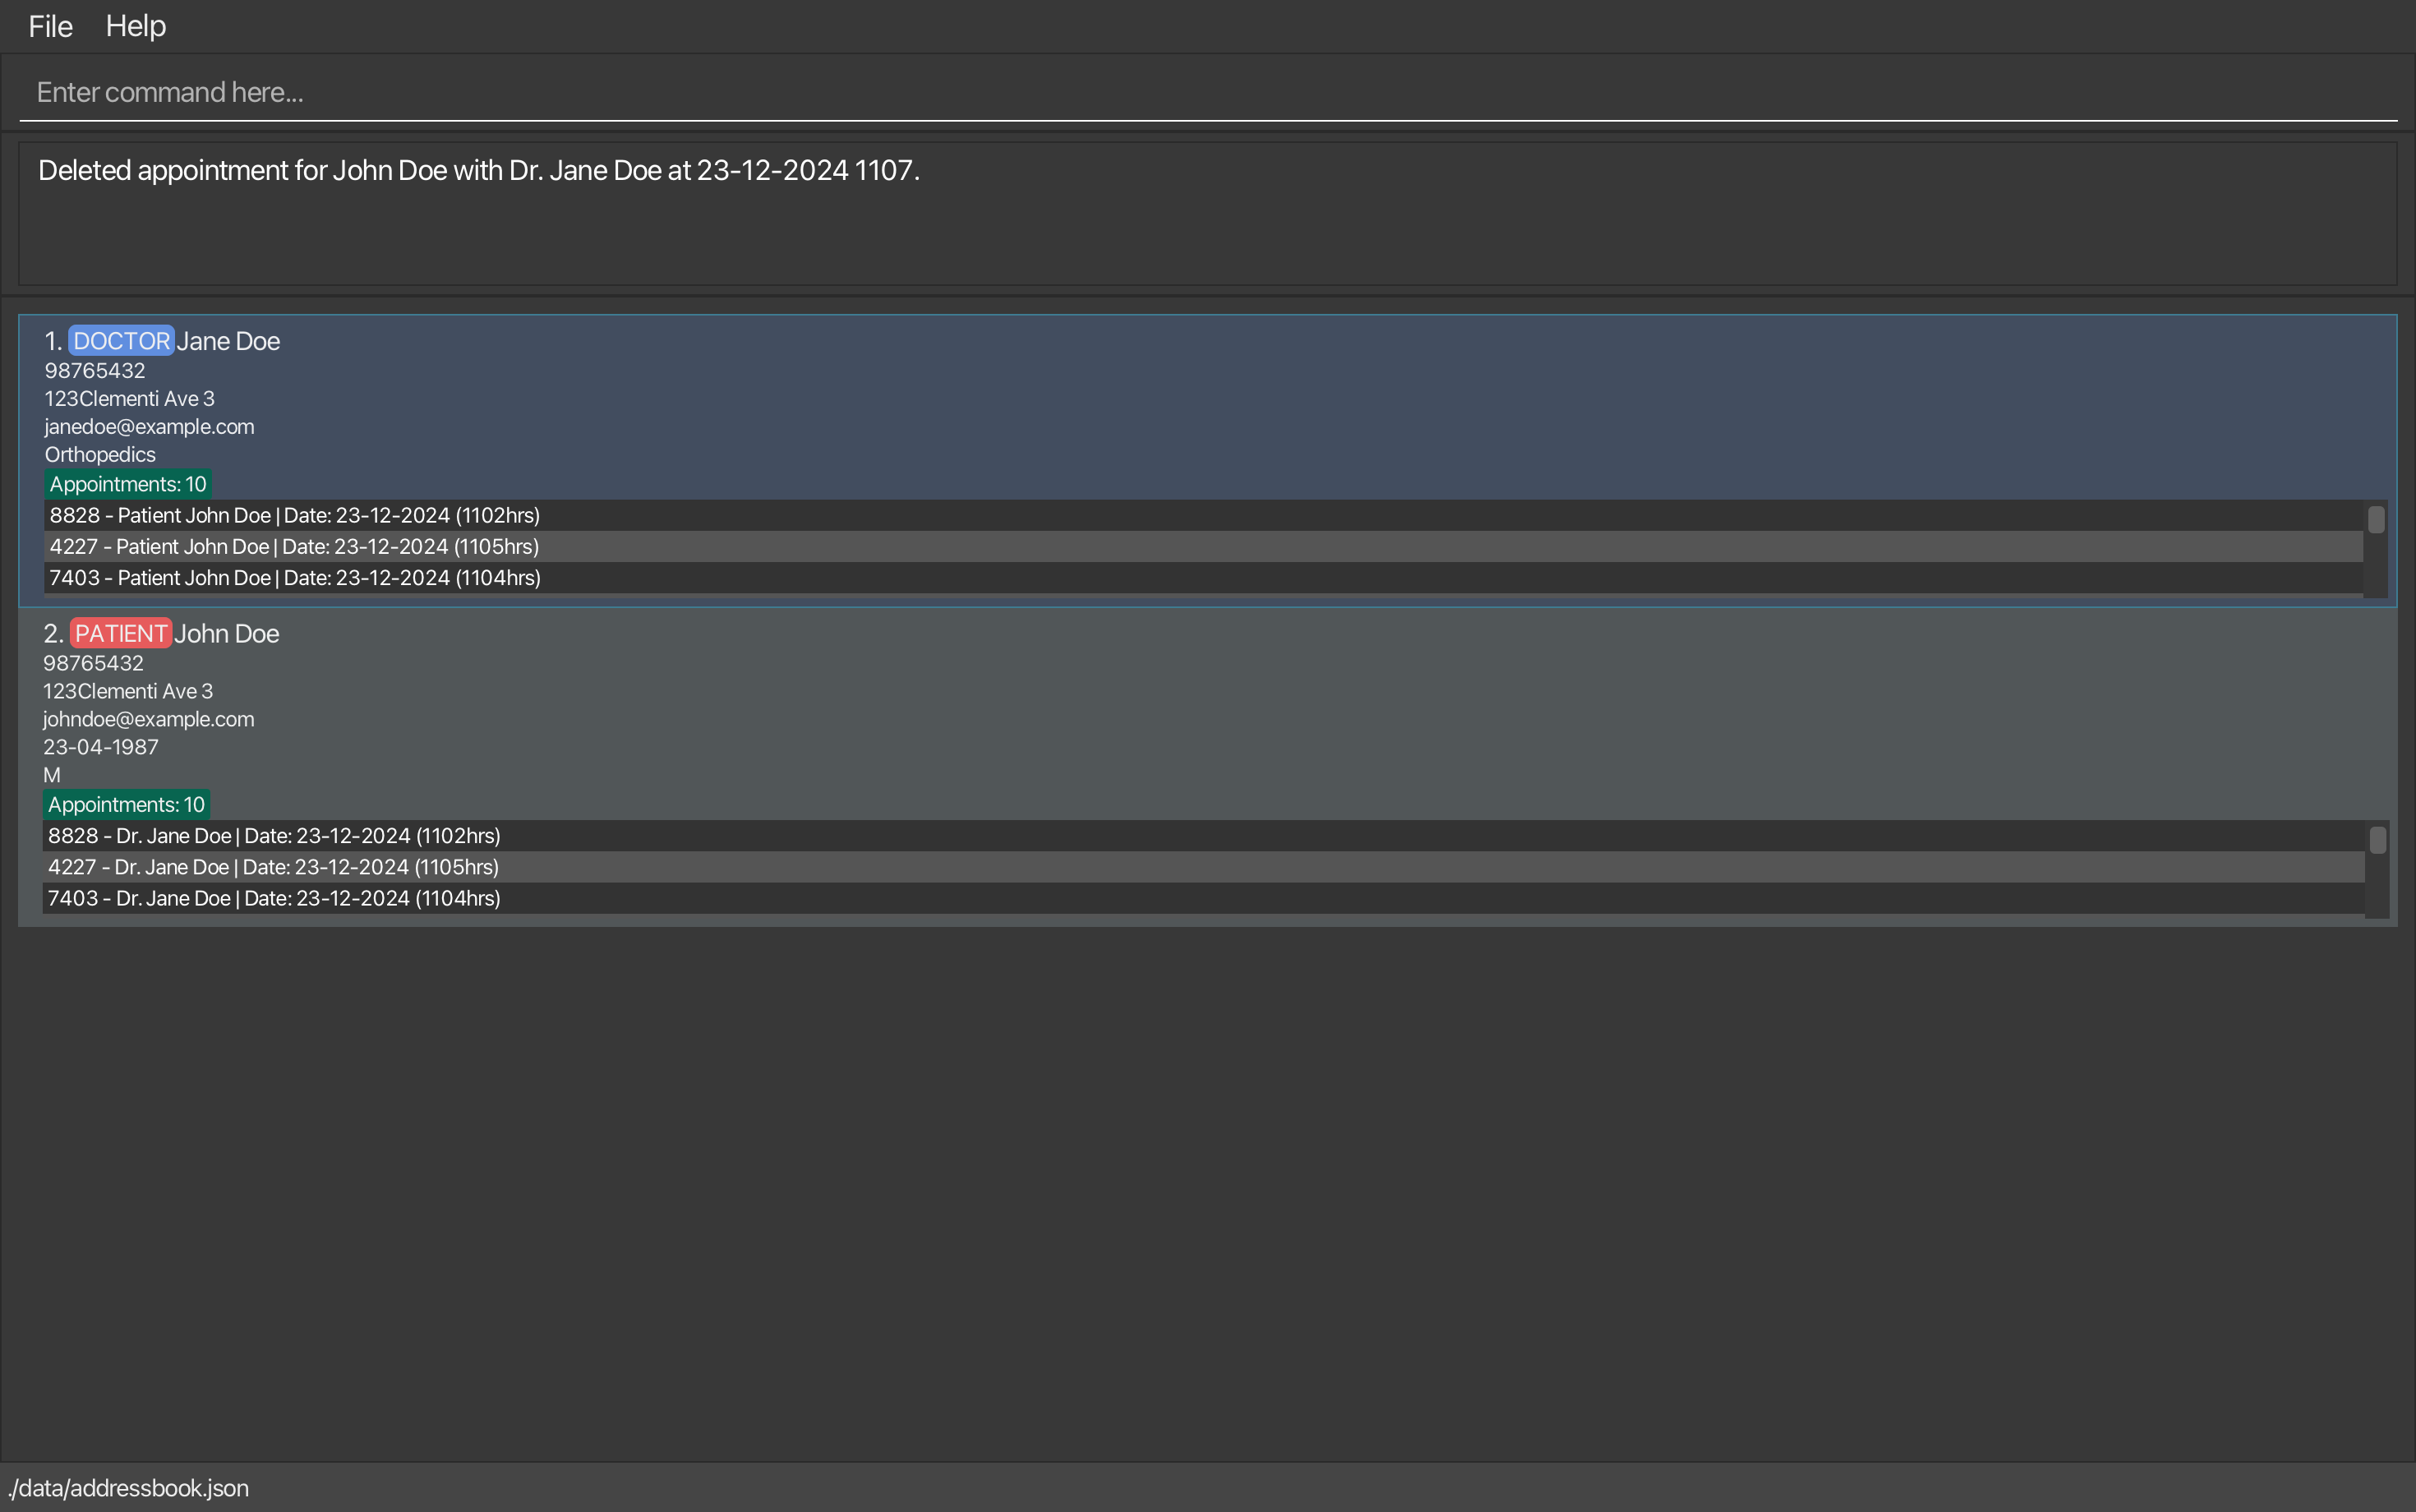 File Help
Enter command here...
Deleted appointment for John Doe with Dr. Jane Doe at 23-12-2024 1107.
1. DOCTOR Jane Doe
98765432
123Clementi Ave 3
janedoe@example.com
Orthopedics
Appointments: 10
8828 - Patient John Doe | Date: 23-12-2024 (1102hrs)
4227 - Patient John Doe | Date: 23-12-2024 (1105hrs)
7403 - Patient John Doe | Date: 23-12-2024 (1104hrs)
2. PATIENT John Doe
98765432
123Clementi Ave 3
johndoe@example.com
23-04-1987
M
Appointments: 10
8828 - Dr. Jane Doe | Date: 23-12-2024 (1102hrs)
4227 - Dr. Jane Doe | Date: 23-12-2024 (1105hrs)
7403 - Dr. Jane Doe | Date: 23-12-2024 (1104hrs)
./data/addressbook.json